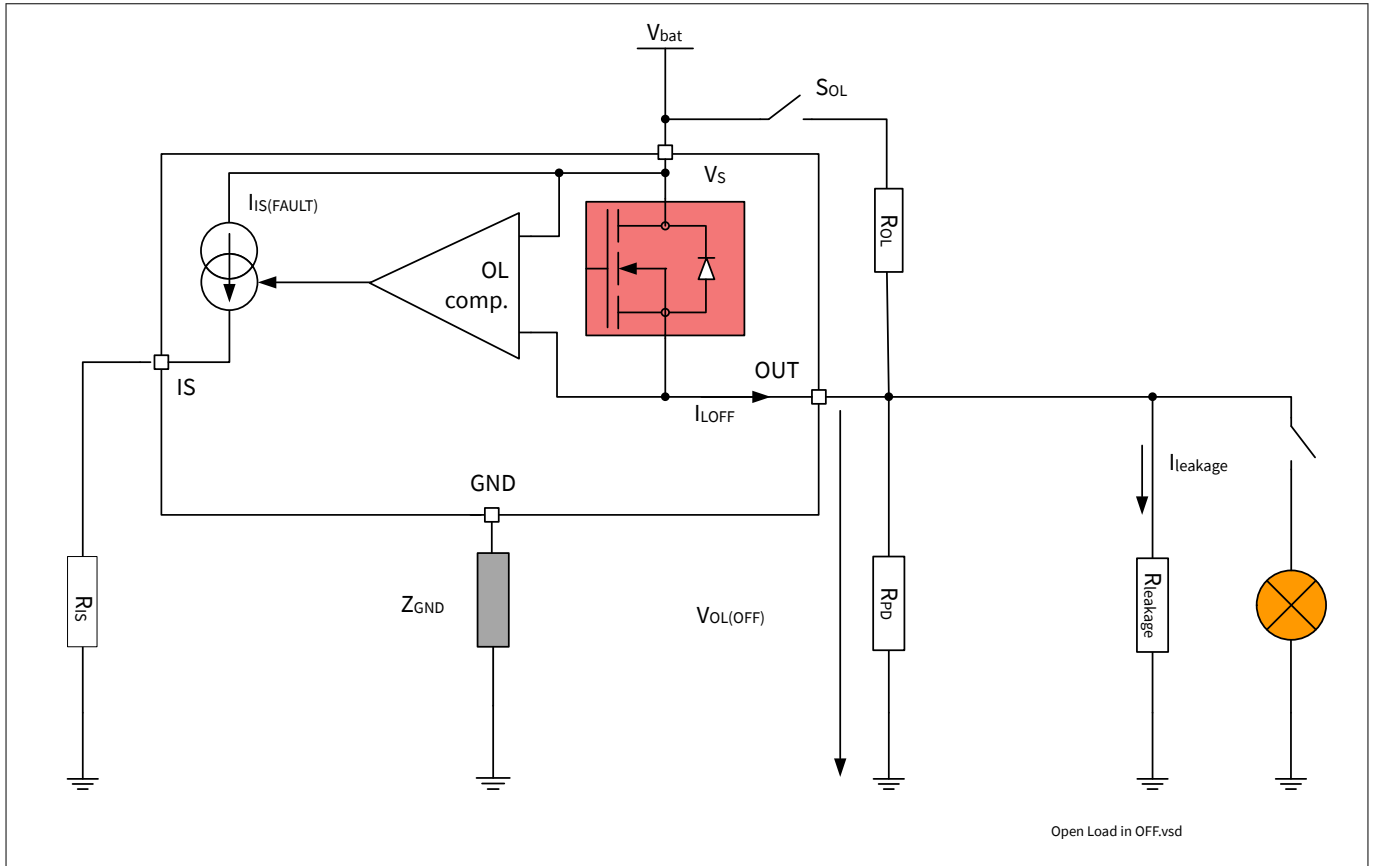 Vbat
SOL
VS
IIS(FAULT)
ROL
OL
comp.
OUT
IS
ILOFF
Ileakage
GND
RIS
ZGND
VOL(OFF)
RPD
Rleakage
Open Load in OFF.vsd